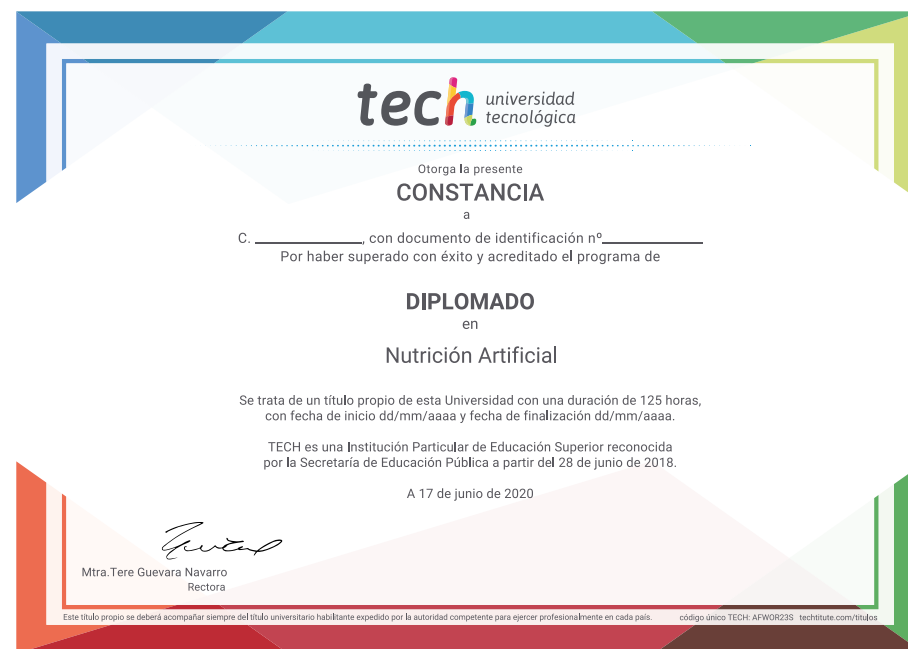 tech universidad
tecnológica
Otorga la presente
CONSTANCIA
a
C. ____________, con documento de identificación nº____________
Por haber superado con éxito y acreditado el programa de
DIPLOMADO
en
Nutrición Artificial
Se trata de un título propio de esta Universidad con una duración de 125 horas,
con fecha de inicio dd/mm/aaaa y fecha de finalización dd/mm/aaaa.
TECH es una Institución Particular de Educación Superior reconocida
por la Secretaría de Educación Pública a partir del 28 de junio de 2018.
A 17 de junio de 2020
Mtra.Tere Guevara Navarro
Rectora
Este título propio se deberá acompañar siempre del título universitario habilitante expedido por la autoridad competente para ejercer profesionalmente en cada país. código único TECH: AFWOR23S techtitute.com/titulos